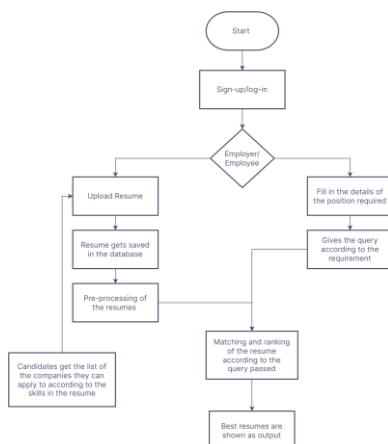 Start
Sign-up/log-in
Employer/
Employee
Upload Resume
Fill in the details of
the position required
Resume gets saved
in the database
Gives the query
according to the
requirement
Pre-processing of
the resumes
Candidates get the list of
the companies they can
apply to according to the
skills in the resume
Matching and ranking
of the resume
according to the
query passed
Best resumes are
shown as output